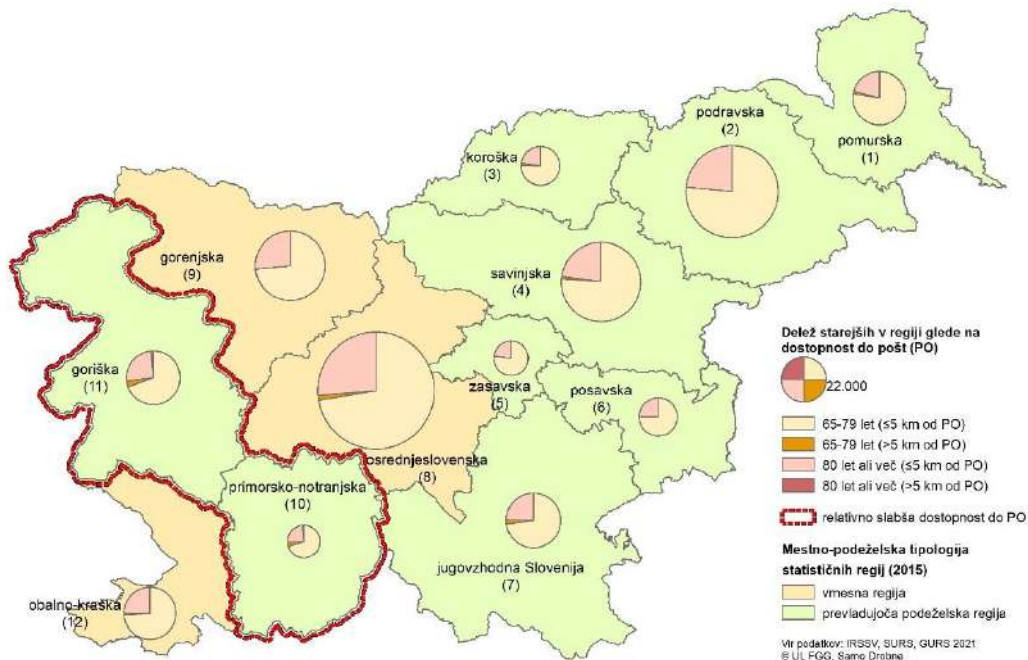 podravska
(2)
pomurska
(1)
koroška
(3)
gorenjska
(9)
savinjska
(4)
goriška
(11)
zasavska
(5)
posavska
(6)
osrednjeslovenska
(8)
primorsko-notranjska
(10)
jugovzhodna Slovenija
(7)
obalno-kraška
(12)
Delež starejših v regiji glede na
dostopnost do pošt (PO)
22.000
65-79 let (≤5 km od PO)
65-79 let (>5 km od PO)
80 let ali več (≤5 km od PO)
80 let ali več (>5 km od PO)
relativno slabša dostopnost do PO
Mestno-podeželska tipologija
statističnih regij (2015)
vmesna regija
prevladujoča podeželska regija
Vir podatkov: IRSSV, SURS, GURS 2021
© UL FGG, Samo Drobne